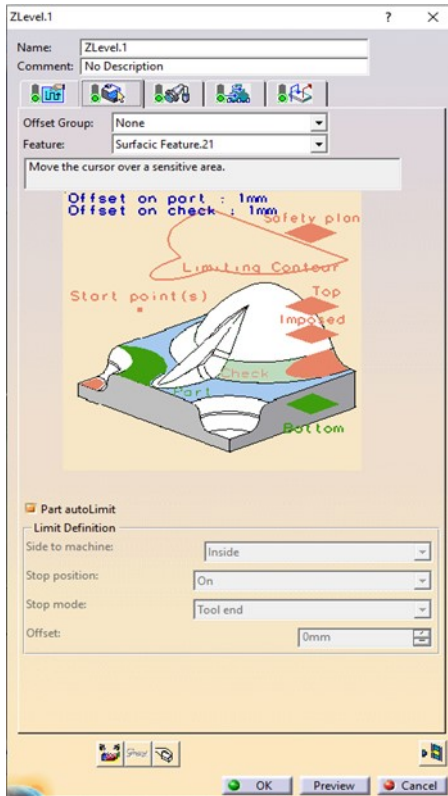 ZLevel.1
Name: ZLevel.1
Comment: No Description
Offset Group: None
Feature: Surfacic Feature.21
Move the cursor over a sensitive area.
Offset on part : 1mm
Offset on check : 1mm
Safety plan
Limiting Contour
Start point(s)
Top
Imposed
Check
Part
Bottom
Part autoLimit
Limit Definition
Side to machine: Inside
Stop position: On
Stop mode: Tool end
Offset: 0mm
OK Preview Cancel